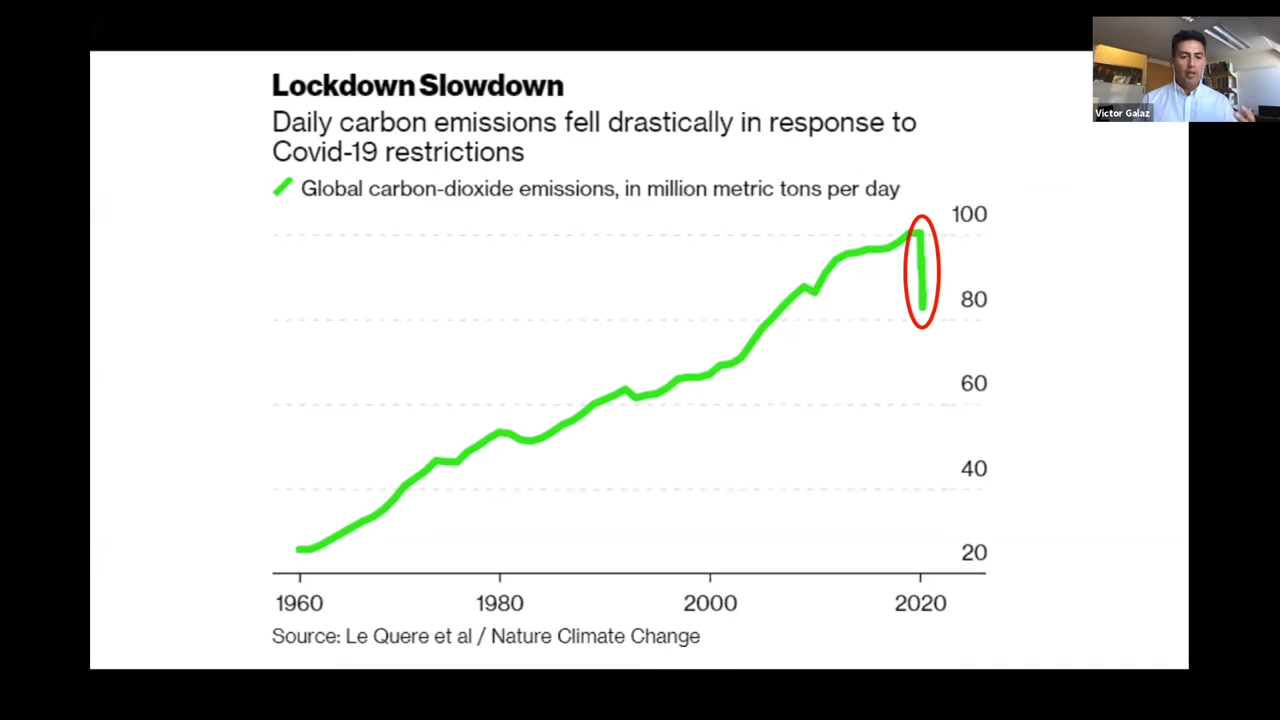 Lockdown Slowdown
Daily carbon emissions fell drastically in response to
Covid-19 restrictions
Global carbon-dioxide emissions, in million metric tons per day
100
80
60
40
20
1960 1980 2000 2020
Source: Le Quere et al / Nature Climate Change
Victor Galaz